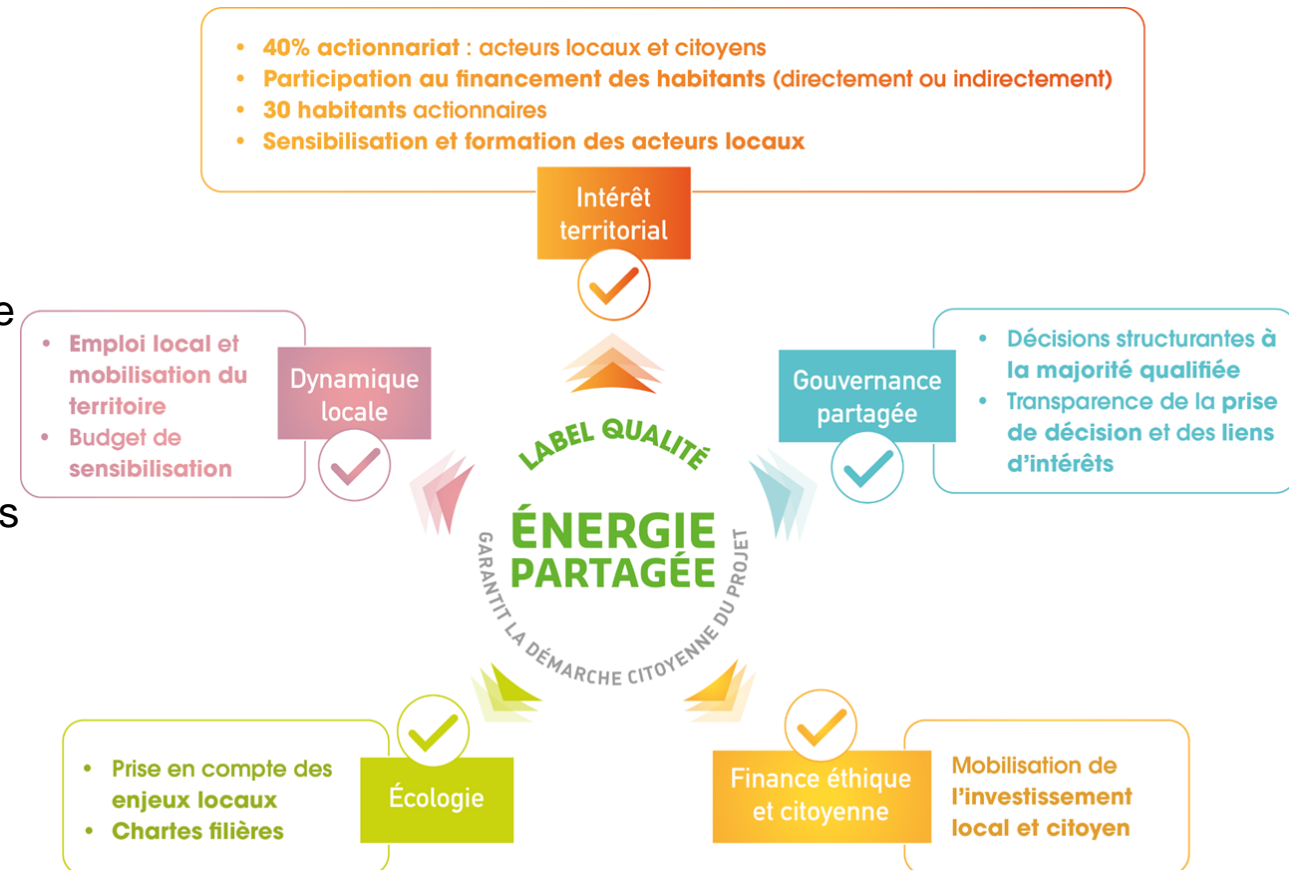 • 40% actionnariat : acteurs locaux et citoyens
• Participation au financement des habitants (directement ou indirectement)
• 30 habitants actionnaires
• Sensibilisation et formation des acteurs locaux
Intérêt
territorial
e
• Emploi local et
mobilisation du
territoire
• Budget de
sensibilisation
Dynamique
locale
s
Gouvernance
partagée
• Décisions structurantes à
la majorité qualifiée
• Transparence de la prise
de décision et des liens
d'intérêts
LABEL QUALITÉ
ÉNERGIE
PARTAGÉE
GARANTIT LA DÉMARCHE CITOYENNE DU PROJET
• Prise en compte des
enjeux locaux
• Chartes filières
Écologie
Finance éthique
et citoyenne
Mobilisation de
l'investissement
local et citoyen